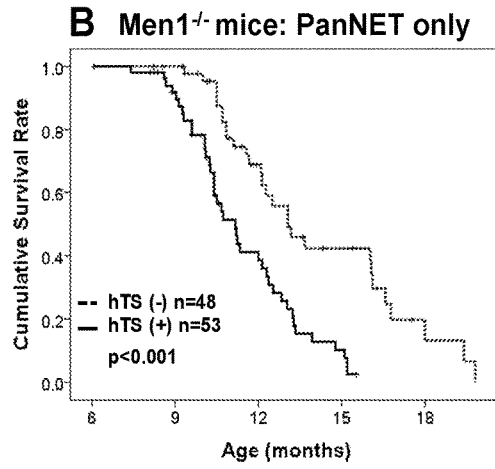 B Men1-/- mice: PanNET only
Cumulative Survival Rate
1.0
0.8
0.6
0.4
0.2
0.0
hTS (-) n=48
hTS (+) n=53
p<0.001
6 9 12 15 18
Age (months)